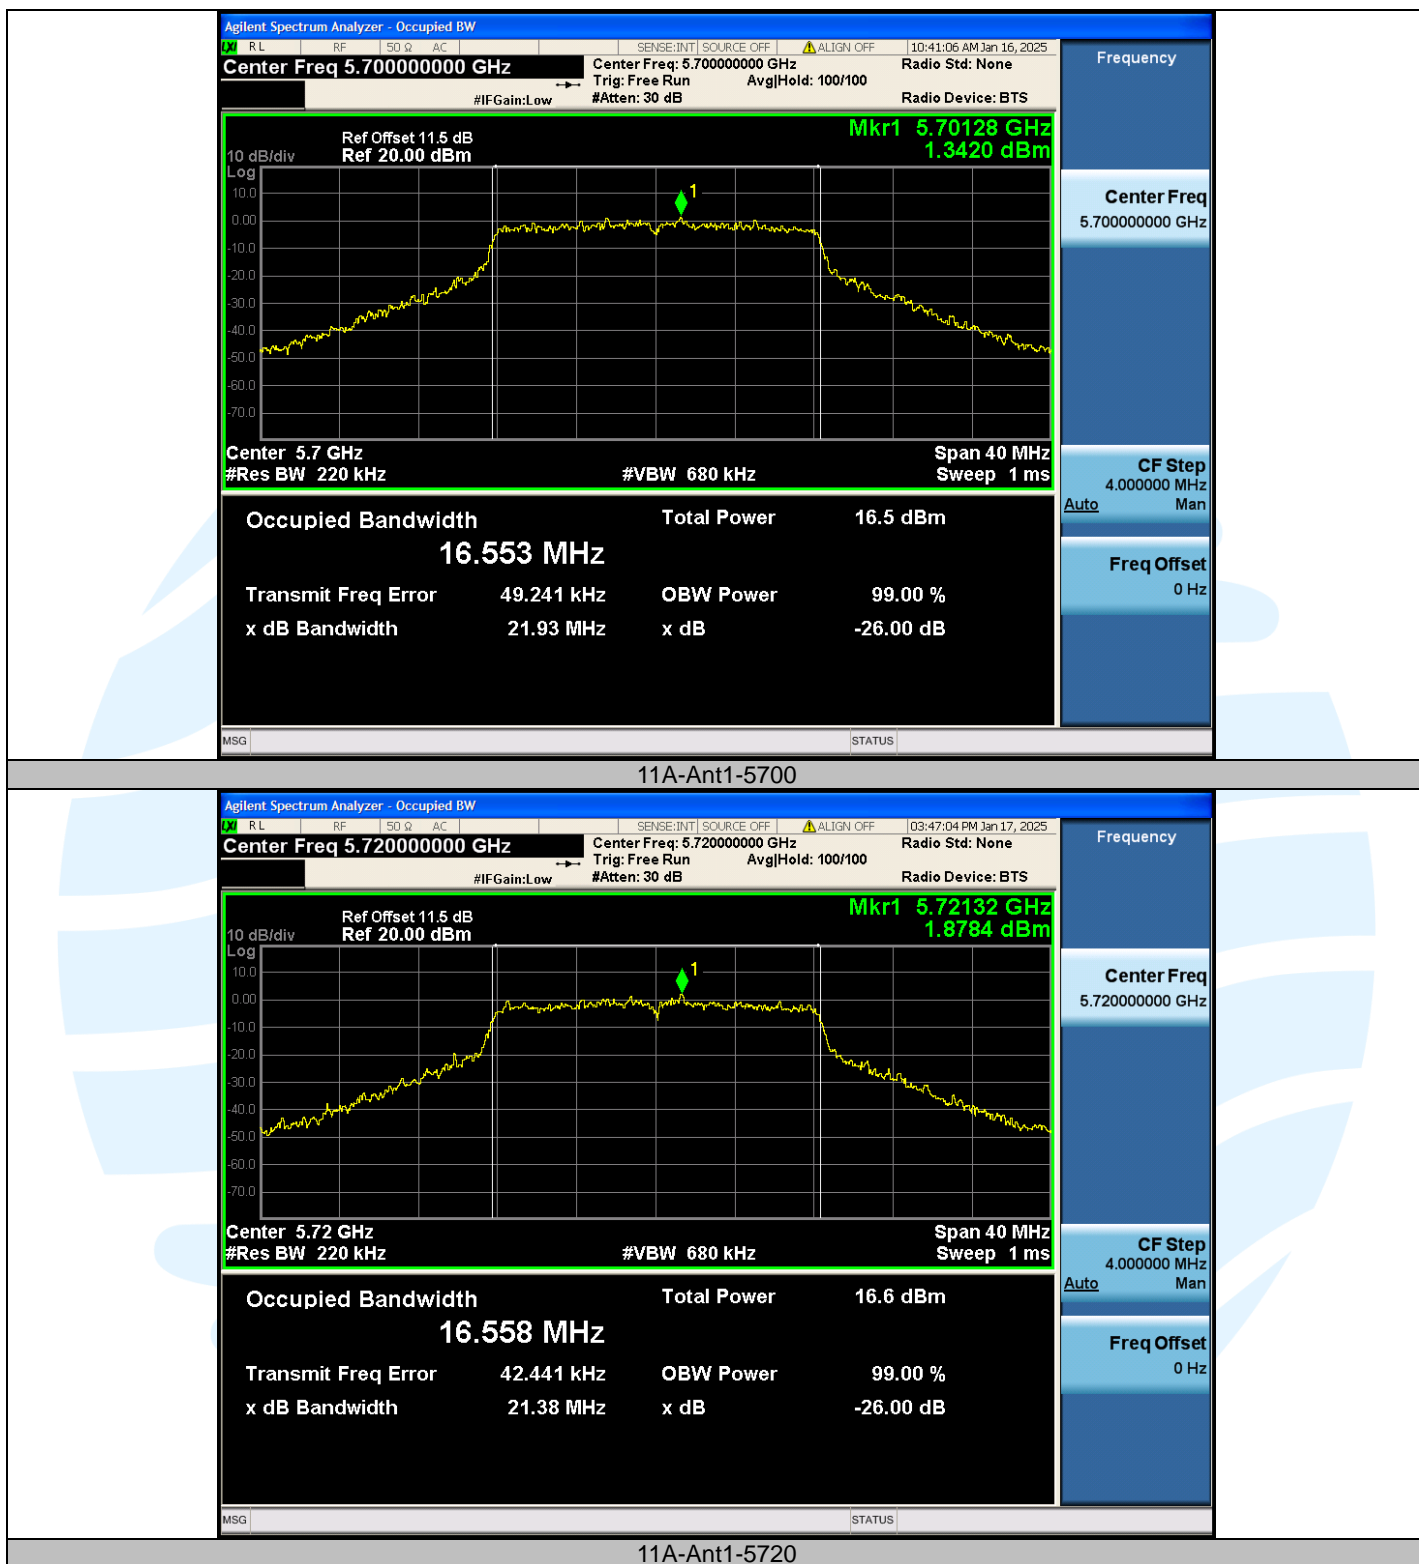 Agilent Spectrum Analyzer - Occupied BW
LXI RL RF 50 Ω AC SENSE:INT SOURCE OFF ALIGN OFF 10:41:06 AM Jan 16, 2025
Center Freq 5.700000000 GHz
Center Freq: 5.700000000 GHz Radio Std: None
Trig: Free Run Avg|Hold: 100/100
#IFGain:Low #Atten: 30 dB Radio Device: BTS
Frequency
Mkr1 5.70128 GHz
1.3420 dBm
Ref Offset 11.5 dB
10 dB/div Ref 20.00 dBm
Log
10.0
0.00
-10.0
-20.0
-30.0
-40.0
-50.0
-60.0
-70.0
1
Center 5.7 GHz Span 40 MHz
#Res BW 220 kHz #VBW 680 kHz Sweep 1 ms
Center Freq
5.700000000 GHz
CF Step
4.000000 MHz
Auto Man
Freq Offset
0 Hz
Occupied Bandwidth Total Power 16.5 dBm
16.553 MHz
Transmit Freq Error 49.241 kHz OBW Power 99.00 %
x dB Bandwidth 21.93 MHz x dB -26.00 dB
MSG STATUS
11A-Ant1-5700
Agilent Spectrum Analyzer - Occupied BW
LXI RL RF 50 Ω AC SENSE:INT SOURCE OFF ALIGN OFF 03:47:04 PM Jan 17, 2025
Center Freq 5.720000000 GHz
Center Freq: 5.720000000 GHz Radio Std: None
Trig: Free Run Avg|Hold: 100/100
#IFGain:Low #Atten: 30 dB Radio Device: BTS
Frequency
Mkr1 5.72132 GHz
1.8784 dBm
Ref Offset 11.5 dB
10 dB/div Ref 20.00 dBm
Log
10.0
0.00
-10.0
-20.0
-30.0
-40.0
-50.0
-60.0
-70.0
1
Center 5.72 GHz Span 40 MHz
#Res BW 220 kHz #VBW 680 kHz Sweep 1 ms
Center Freq
5.720000000 GHz
CF Step
4.000000 MHz
Auto Man
Freq Offset
0 Hz
Occupied Bandwidth Total Power 16.6 dBm
16.558 MHz
Transmit Freq Error 42.441 kHz OBW Power 99.00 %
x dB Bandwidth 21.38 MHz x dB -26.00 dB
MSG STATUS
11A-Ant1-5720